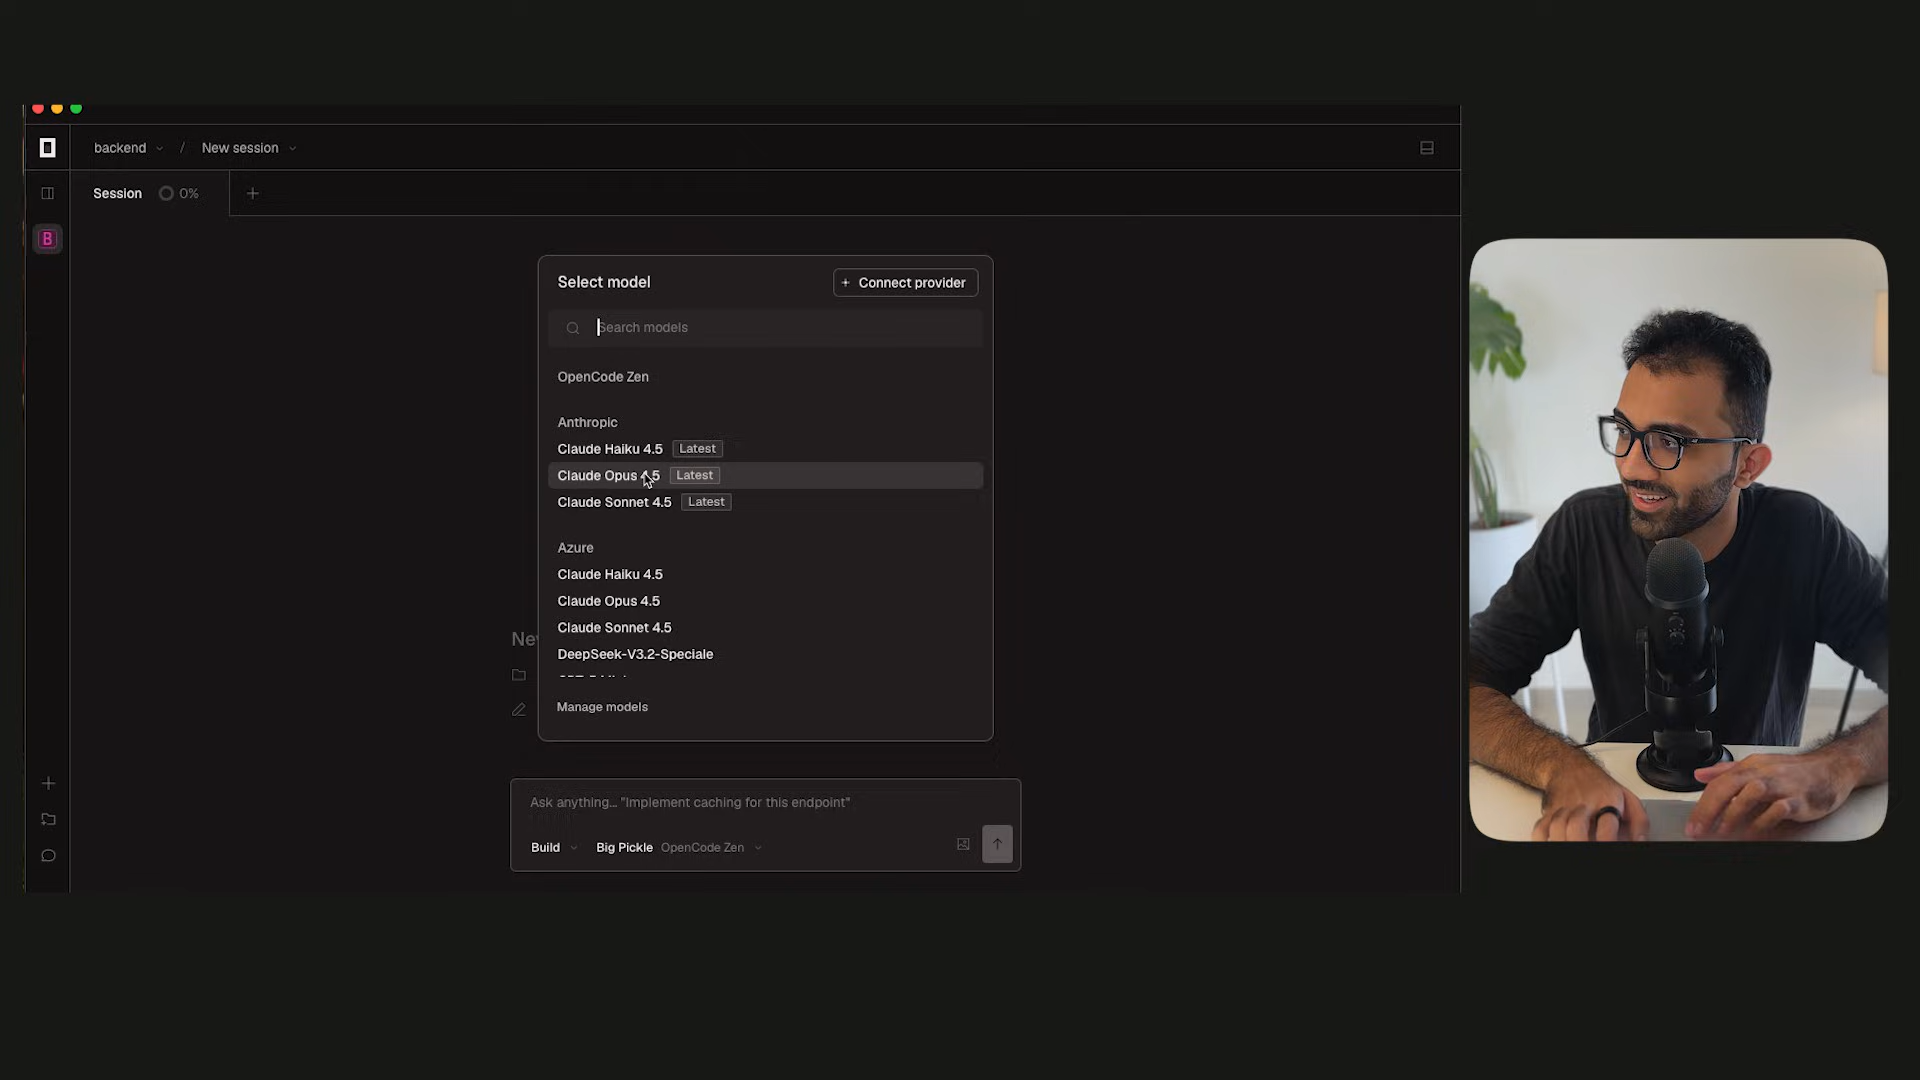 backend / New session
Session 0%
B
Select model
+ Connect provider
Search models
OpenCode Zen
Anthropic
Claude Haiku 4.5 Latest
Claude Opus 4.5 Latest
Claude Sonnet 4.5 Latest
Azure
Claude Haiku 4.5
Claude Opus 4.5
Claude Sonnet 4.5
DeepSeek-V3.2-Speciale
Manage models
Ask anything... "Implement caching for this endpoint"
Build Big Pickle OpenCode Zen